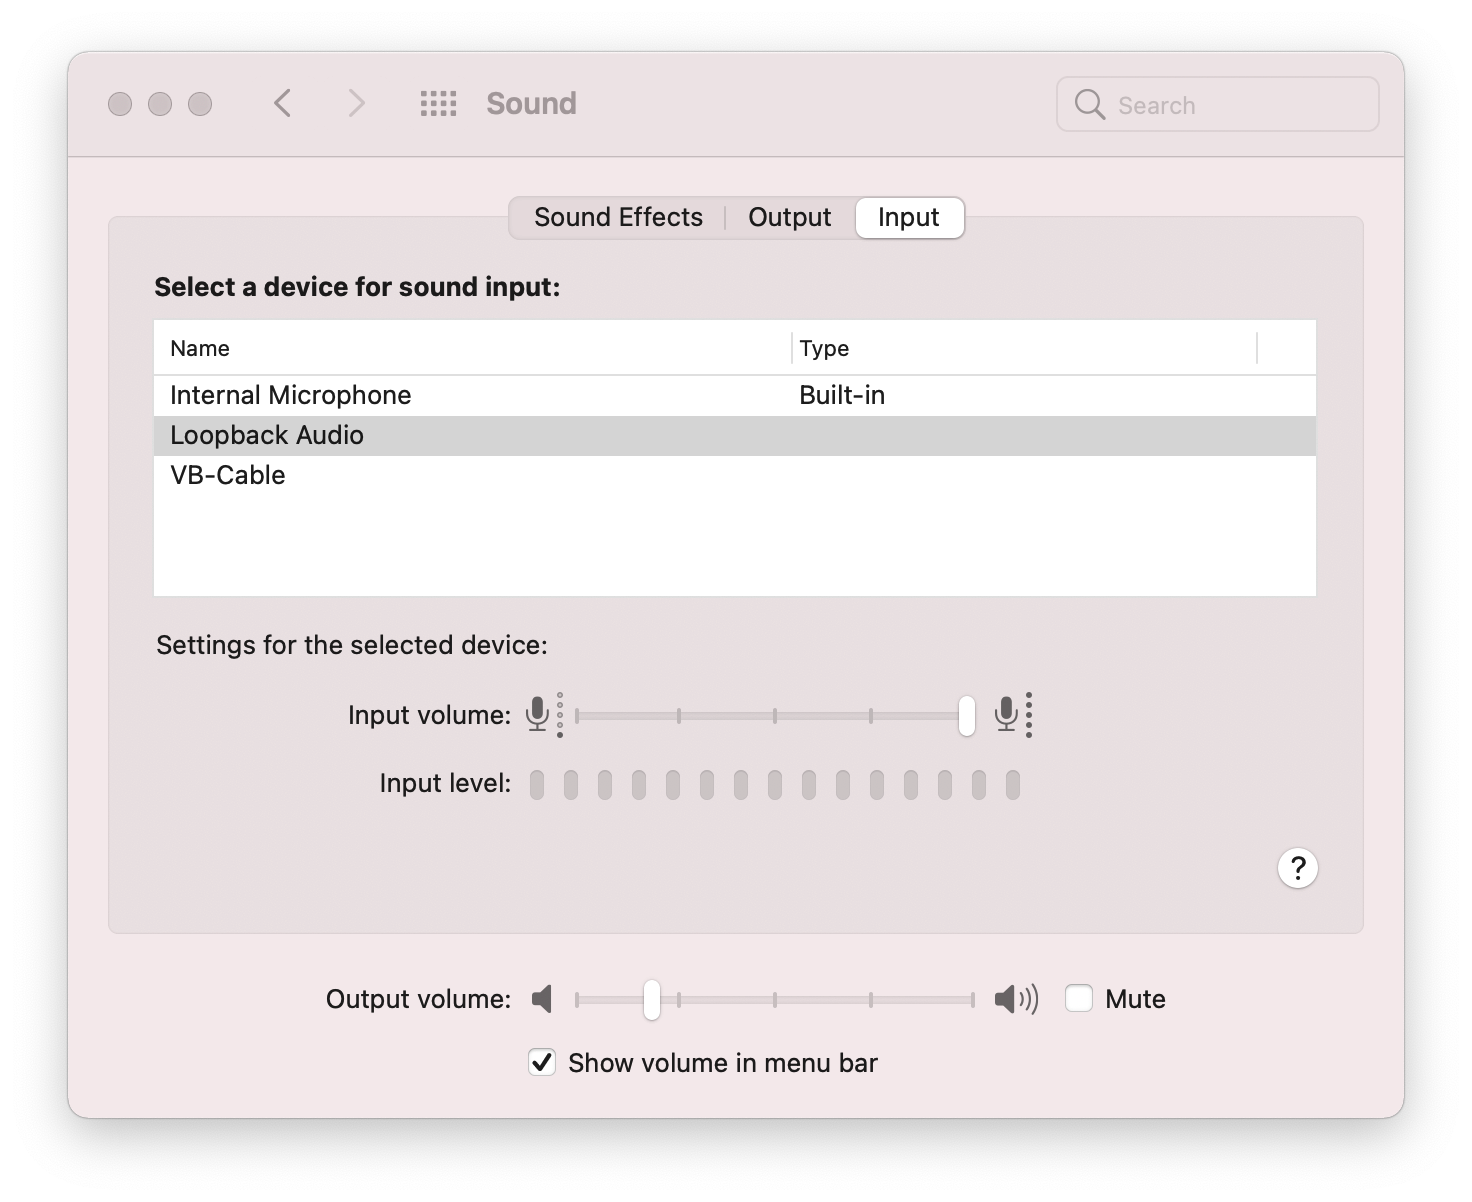 Sound
Search
Sound Effects Output Input
Select a device for sound input:
Name Type
Internal Microphone Built-in
Loopback Audio
VB-Cable
Settings for the selected device:
Input volume:
Input level:
?
Output volume: Mute
Show volume in menu bar